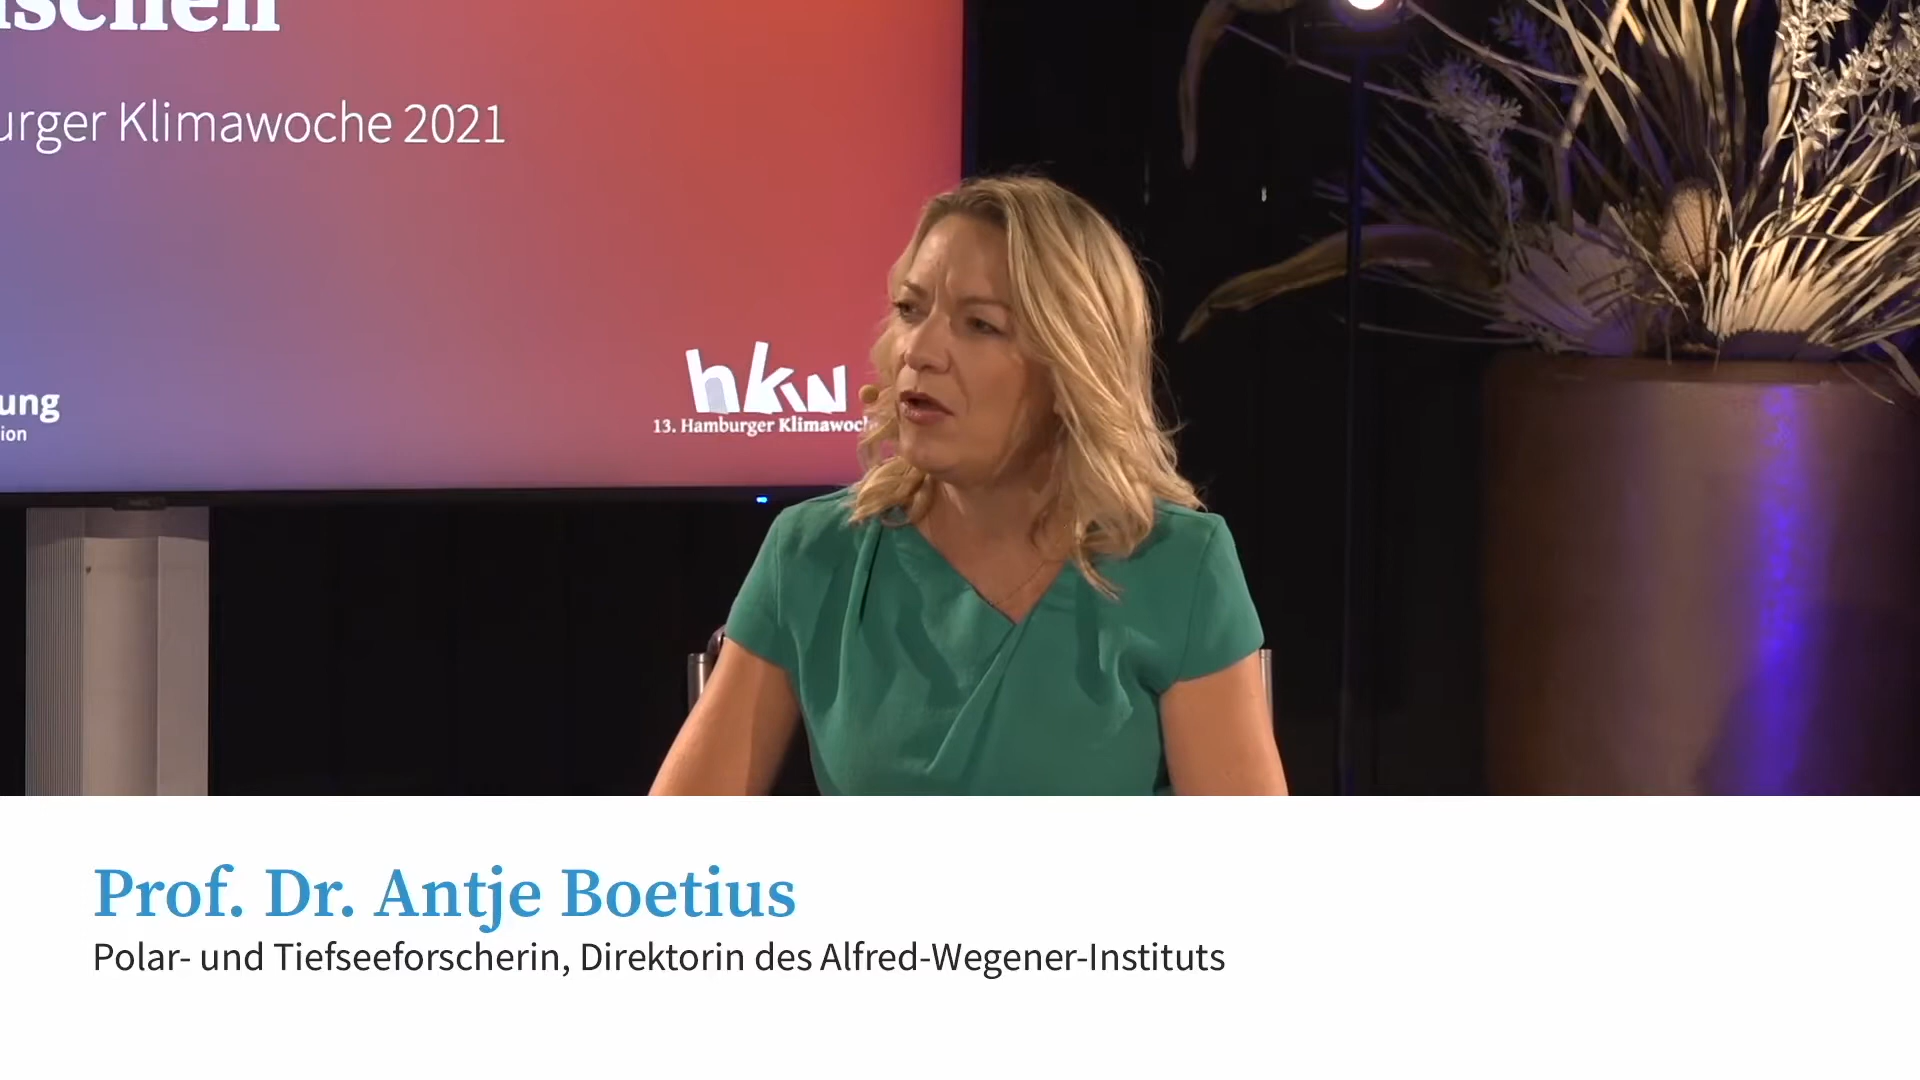 urger Klimawoche 2021
hkw
13. Hamburger Klimawoch
ung
ion
Prof. Dr. Antje Boetius
Polar- und Tiefseeforscherin, Direktorin des Alfred-Wegener-Instituts